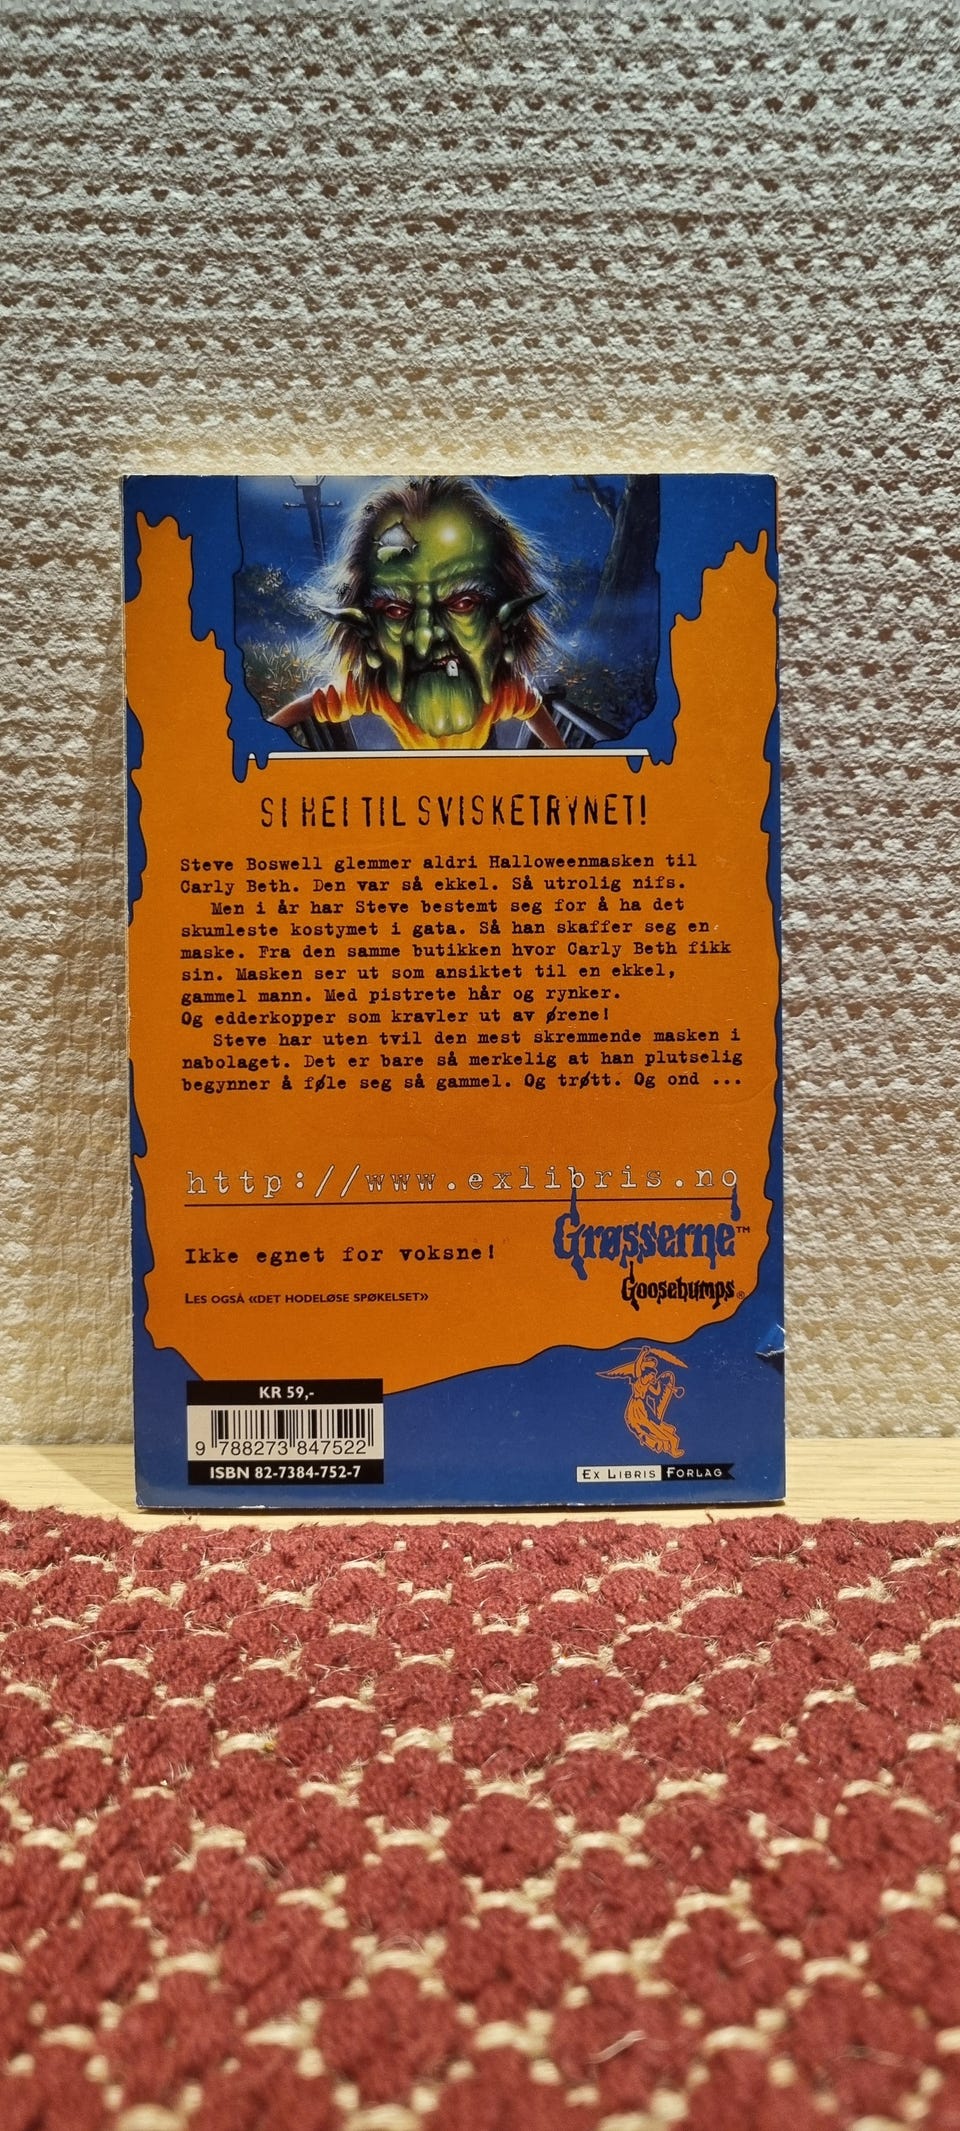 SI HEI TIL SVISKETRYNET!
Steve Boswell glemmer aldri Halloweenmasken til
Carly Beth. Den var så ekkel. Så utrolig nifs.
Men i år har Steve bestemt seg for å ha det
skumleste kostymet i gata. Så han skaffer seg en
maske. Fra den samme butikken hvor Carly Beth fikk
sin. Masken ser ut som ansiktet til en ekkel,
gammel mann. Med pistrete hår og rynker.
Og edderkopper som kravler ut av ørene!
Steve har uten tvil den mest skremmende masken i
nabolaget. Det er bare så merkelig at han plutselig
begynner å føle seg så gammel. Og trøtt. Og ond ...
http://www.exlibris.no
Grøsserne™
Ikke egnet for voksne!
Goosebumps®
LES OGSÅ «DET HODELØSE SPØKELSET»
KR 59,-
9 788273 847522
ISBN 82-7384-752-7
EX LIBRIS FORLAG